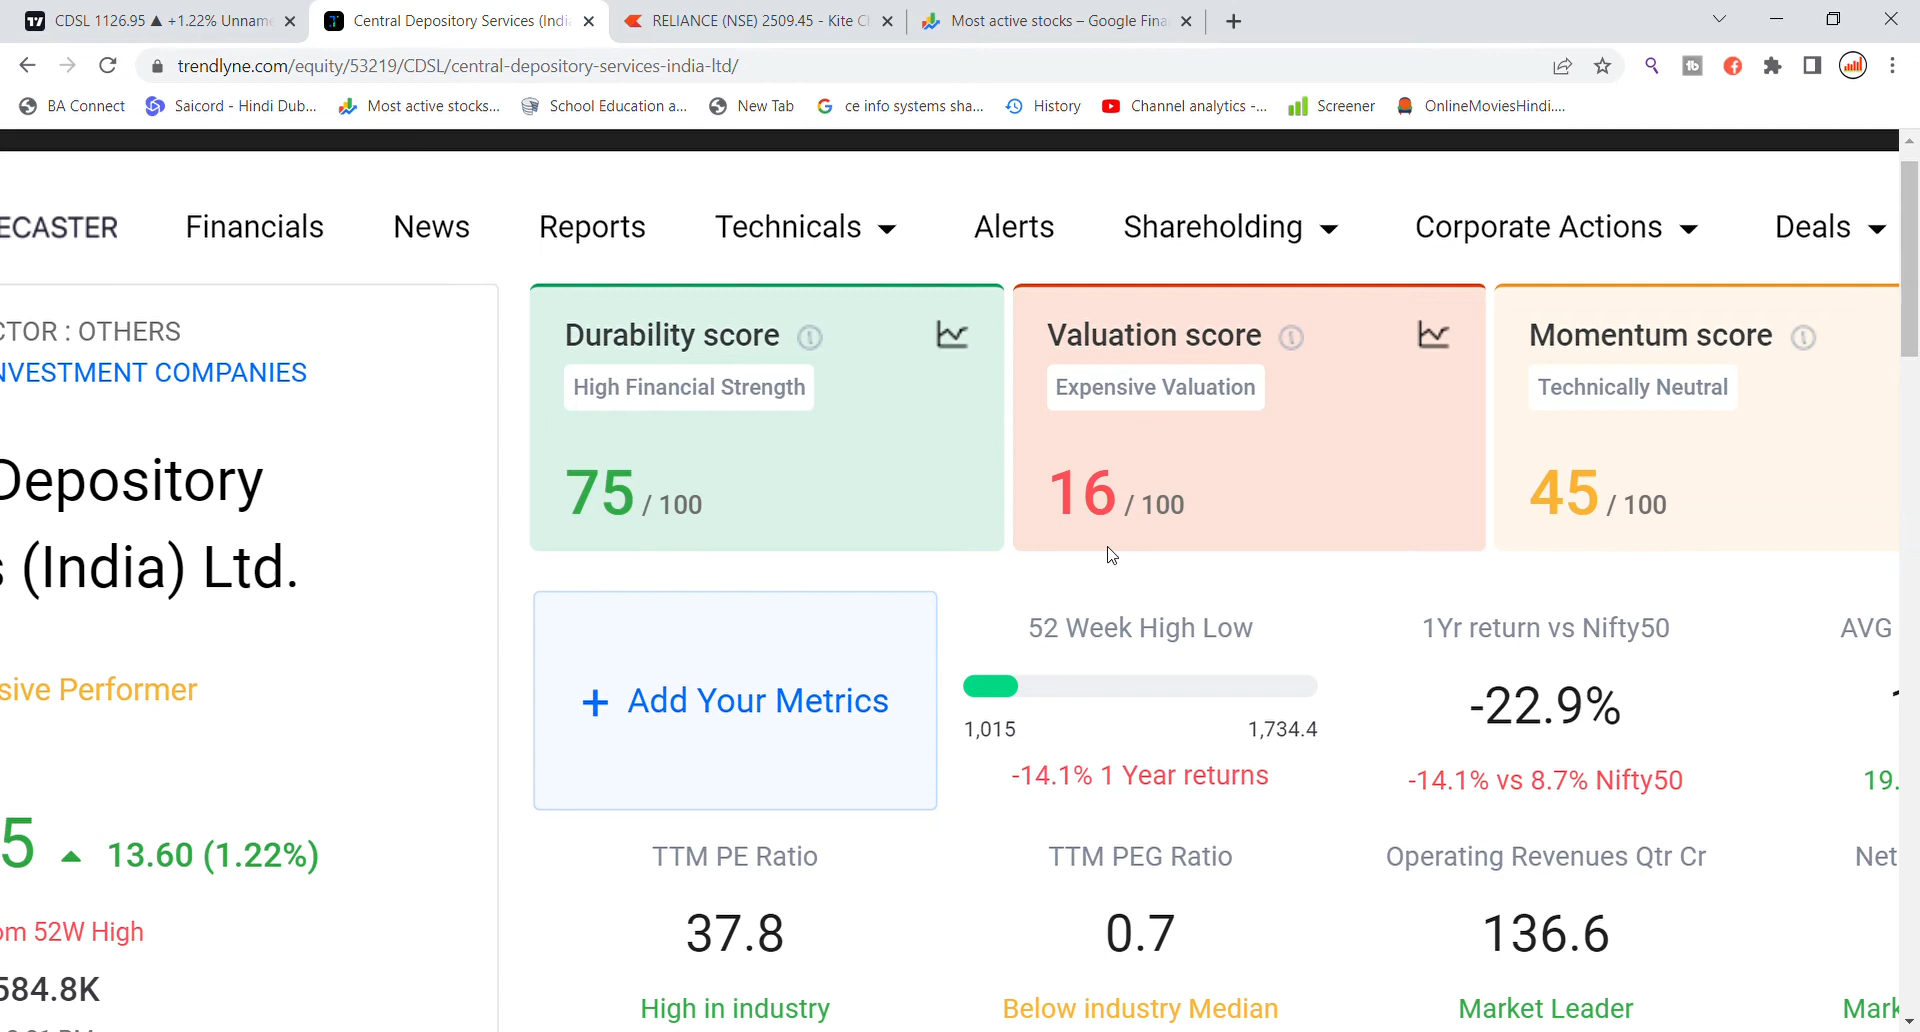 CDSL 1126.95 ▲ +1.22% Unname
Central Depository Services (Indi
RELIANCE (NSE) 2509.45 - Kite C
Most active stocks – Google Fina
trendlyne.com/equity/53219/CDSL/central-depository-services-india-ltd/
BA Connect
Saicord - Hindi Dub...
Most active stocks...
School Education a...
New Tab
ce info systems sha...
History
Channel analytics -...
Screener
OnlineMoviesHindi....
ECASTER
Financials
News
Reports
Technicals
Alerts
Shareholding
Corporate Actions
Deals
CTOR : OTHERS
NVESTMENT COMPANIES
Depository
s (India) Ltd.
sive Performer
5 ▲ 13.60 (1.22%)
om 52W High
584.8K
Durability score
High Financial Strength
75 / 100
Valuation score
Expensive Valuation
16 / 100
Momentum score
Technically Neutral
45 / 100
+ Add Your Metrics
52 Week High Low
1,015
1,734.4
-14.1% 1 Year returns
1Yr return vs Nifty50
-22.9%
-14.1% vs 8.7% Nifty50
AVG
19.
TTM PE Ratio
37.8
High in industry
TTM PEG Ratio
0.7
Below industry Median
Operating Revenues Qtr Cr
136.6
Market Leader
Net
Mark